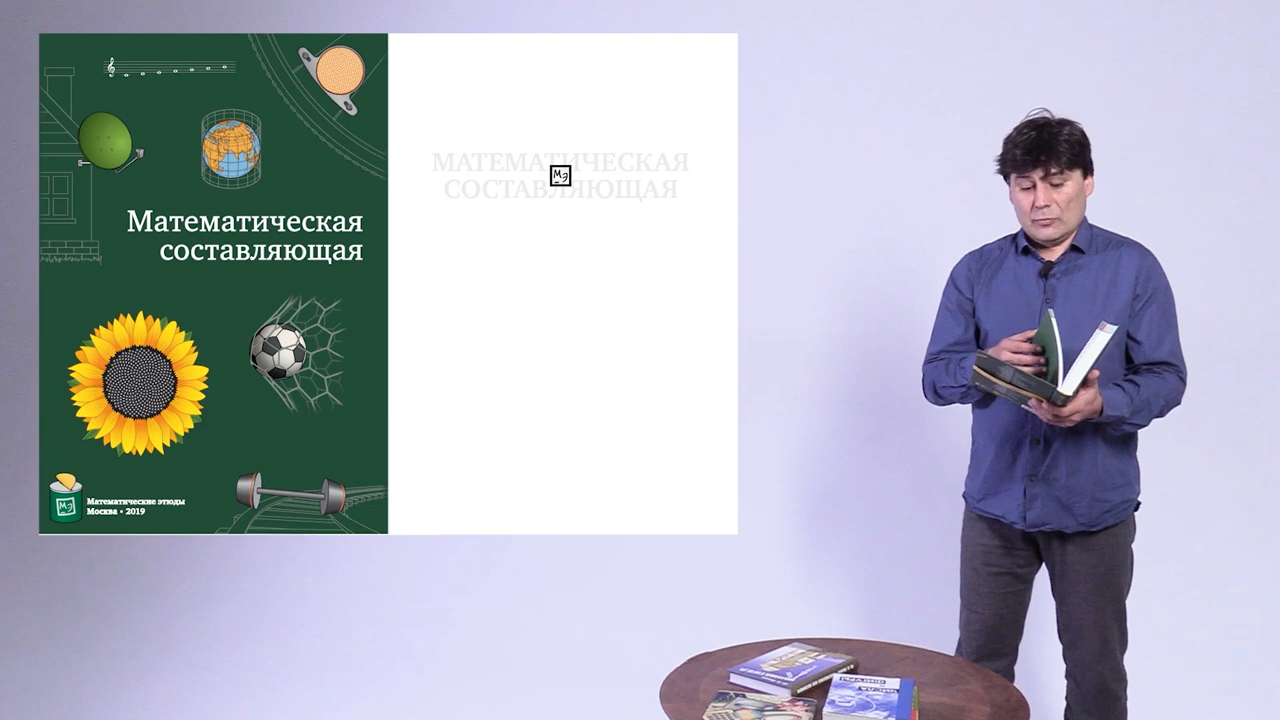 Математическая
составляющая
Математические этюды
Москва • 2019
МАТЕМАТИЧЕСКАЯ
СОСТАВЛЯЮЩАЯ
МЭ